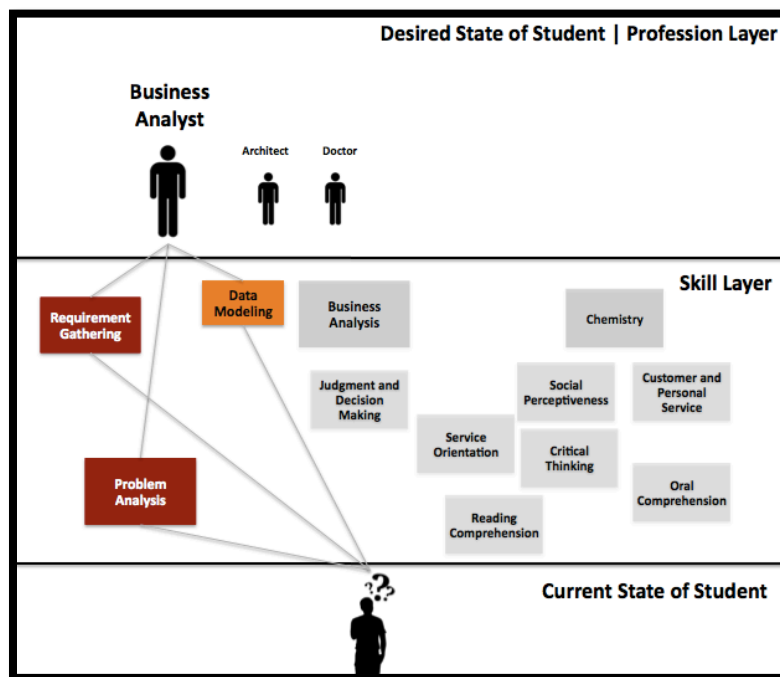 Desired State of Student | Profession Layer
Business
Analyst
Architect
Doctor
Skill Layer
Requirement
Gathering
Data
Modeling
Business
Analysis
Chemistry
Judgment and
Decision
Making
Social
Perceptiveness
Customer and
Personal
Service
Service
Orientation
Critical
Thinking
Problem
Analysis
Oral
Comprehension
Reading
Comprehension
Current State of Student
???